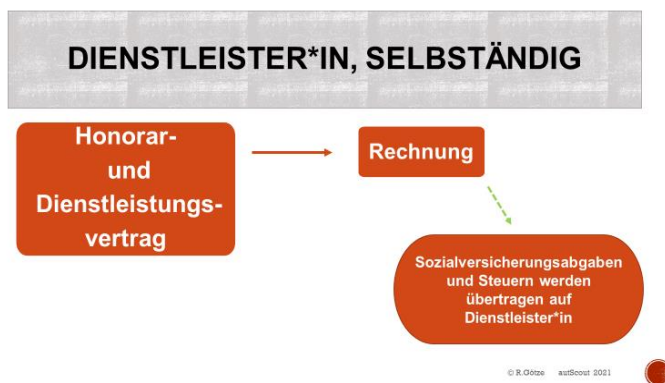 DIENSTLEISTER*IN, SELBSTÄNDIG
Honorar-
und
Dienstleistungs-
vertrag
Rechnung
Sozialversicherungsabgaben
und Steuern werden
übertragen auf
Dienstleister*in
© R.Götze autScout 2021